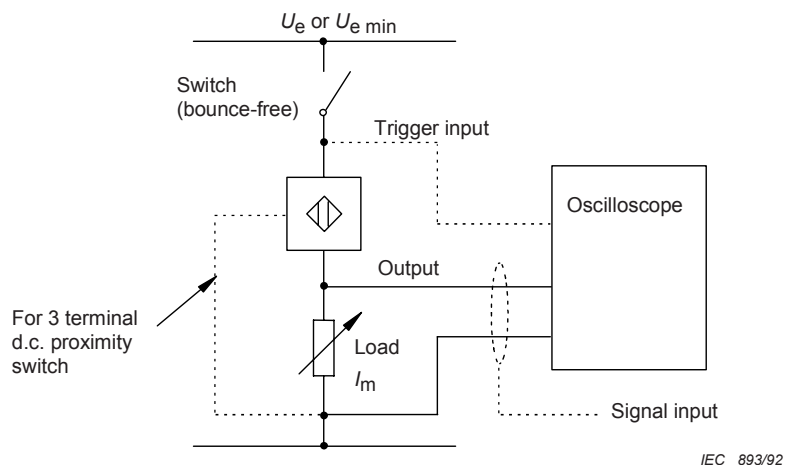 Ue or Ue min
Switch
(bounce-free)
Trigger input
Oscilloscope
Output
For 3 terminal
d.c. proximity
switch
Load
Im
Signal input
IEC 893/92